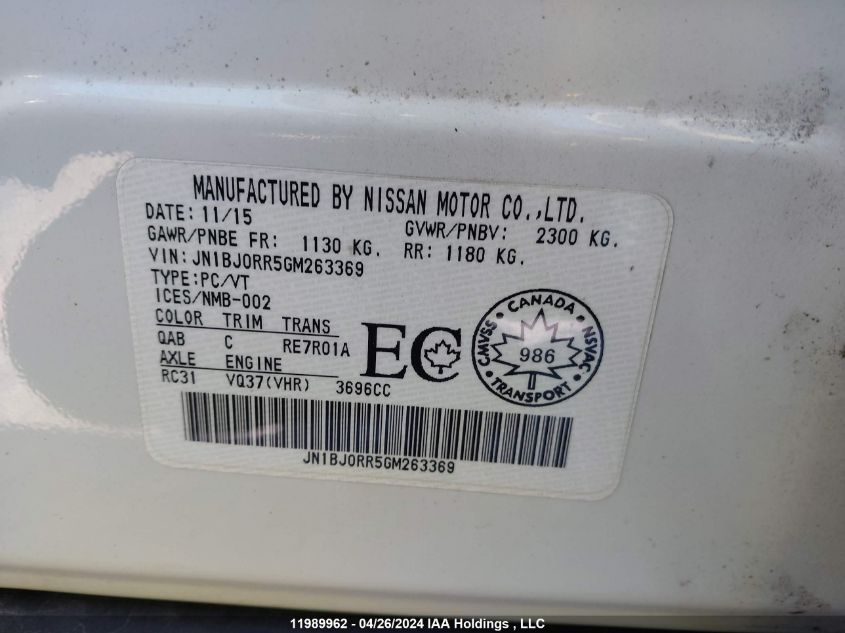 MANUFACTURED BY NISSAN MOTOR CO.,LTD.
DATE: 11/15 GVWR/PNBV: 2300 KG.
GAWR/PNBE FR: 1130 KG. RR: 1180 KG.
VIN: JN1BJ0RR5GM263369
TYPE:PC/VT
ICES/NMB-002
COLOR TRIM TRANS
QAB C RE7R01A
AXLE ENGINE
RC31 VQ37(VHR) 3696CC
EC
CANADA
CMVSS 986 NSVAC
TRANSPORT
JN1BJ0RR5GM263369
11989962 - 04/26/2024 IAA Holdings , LLC